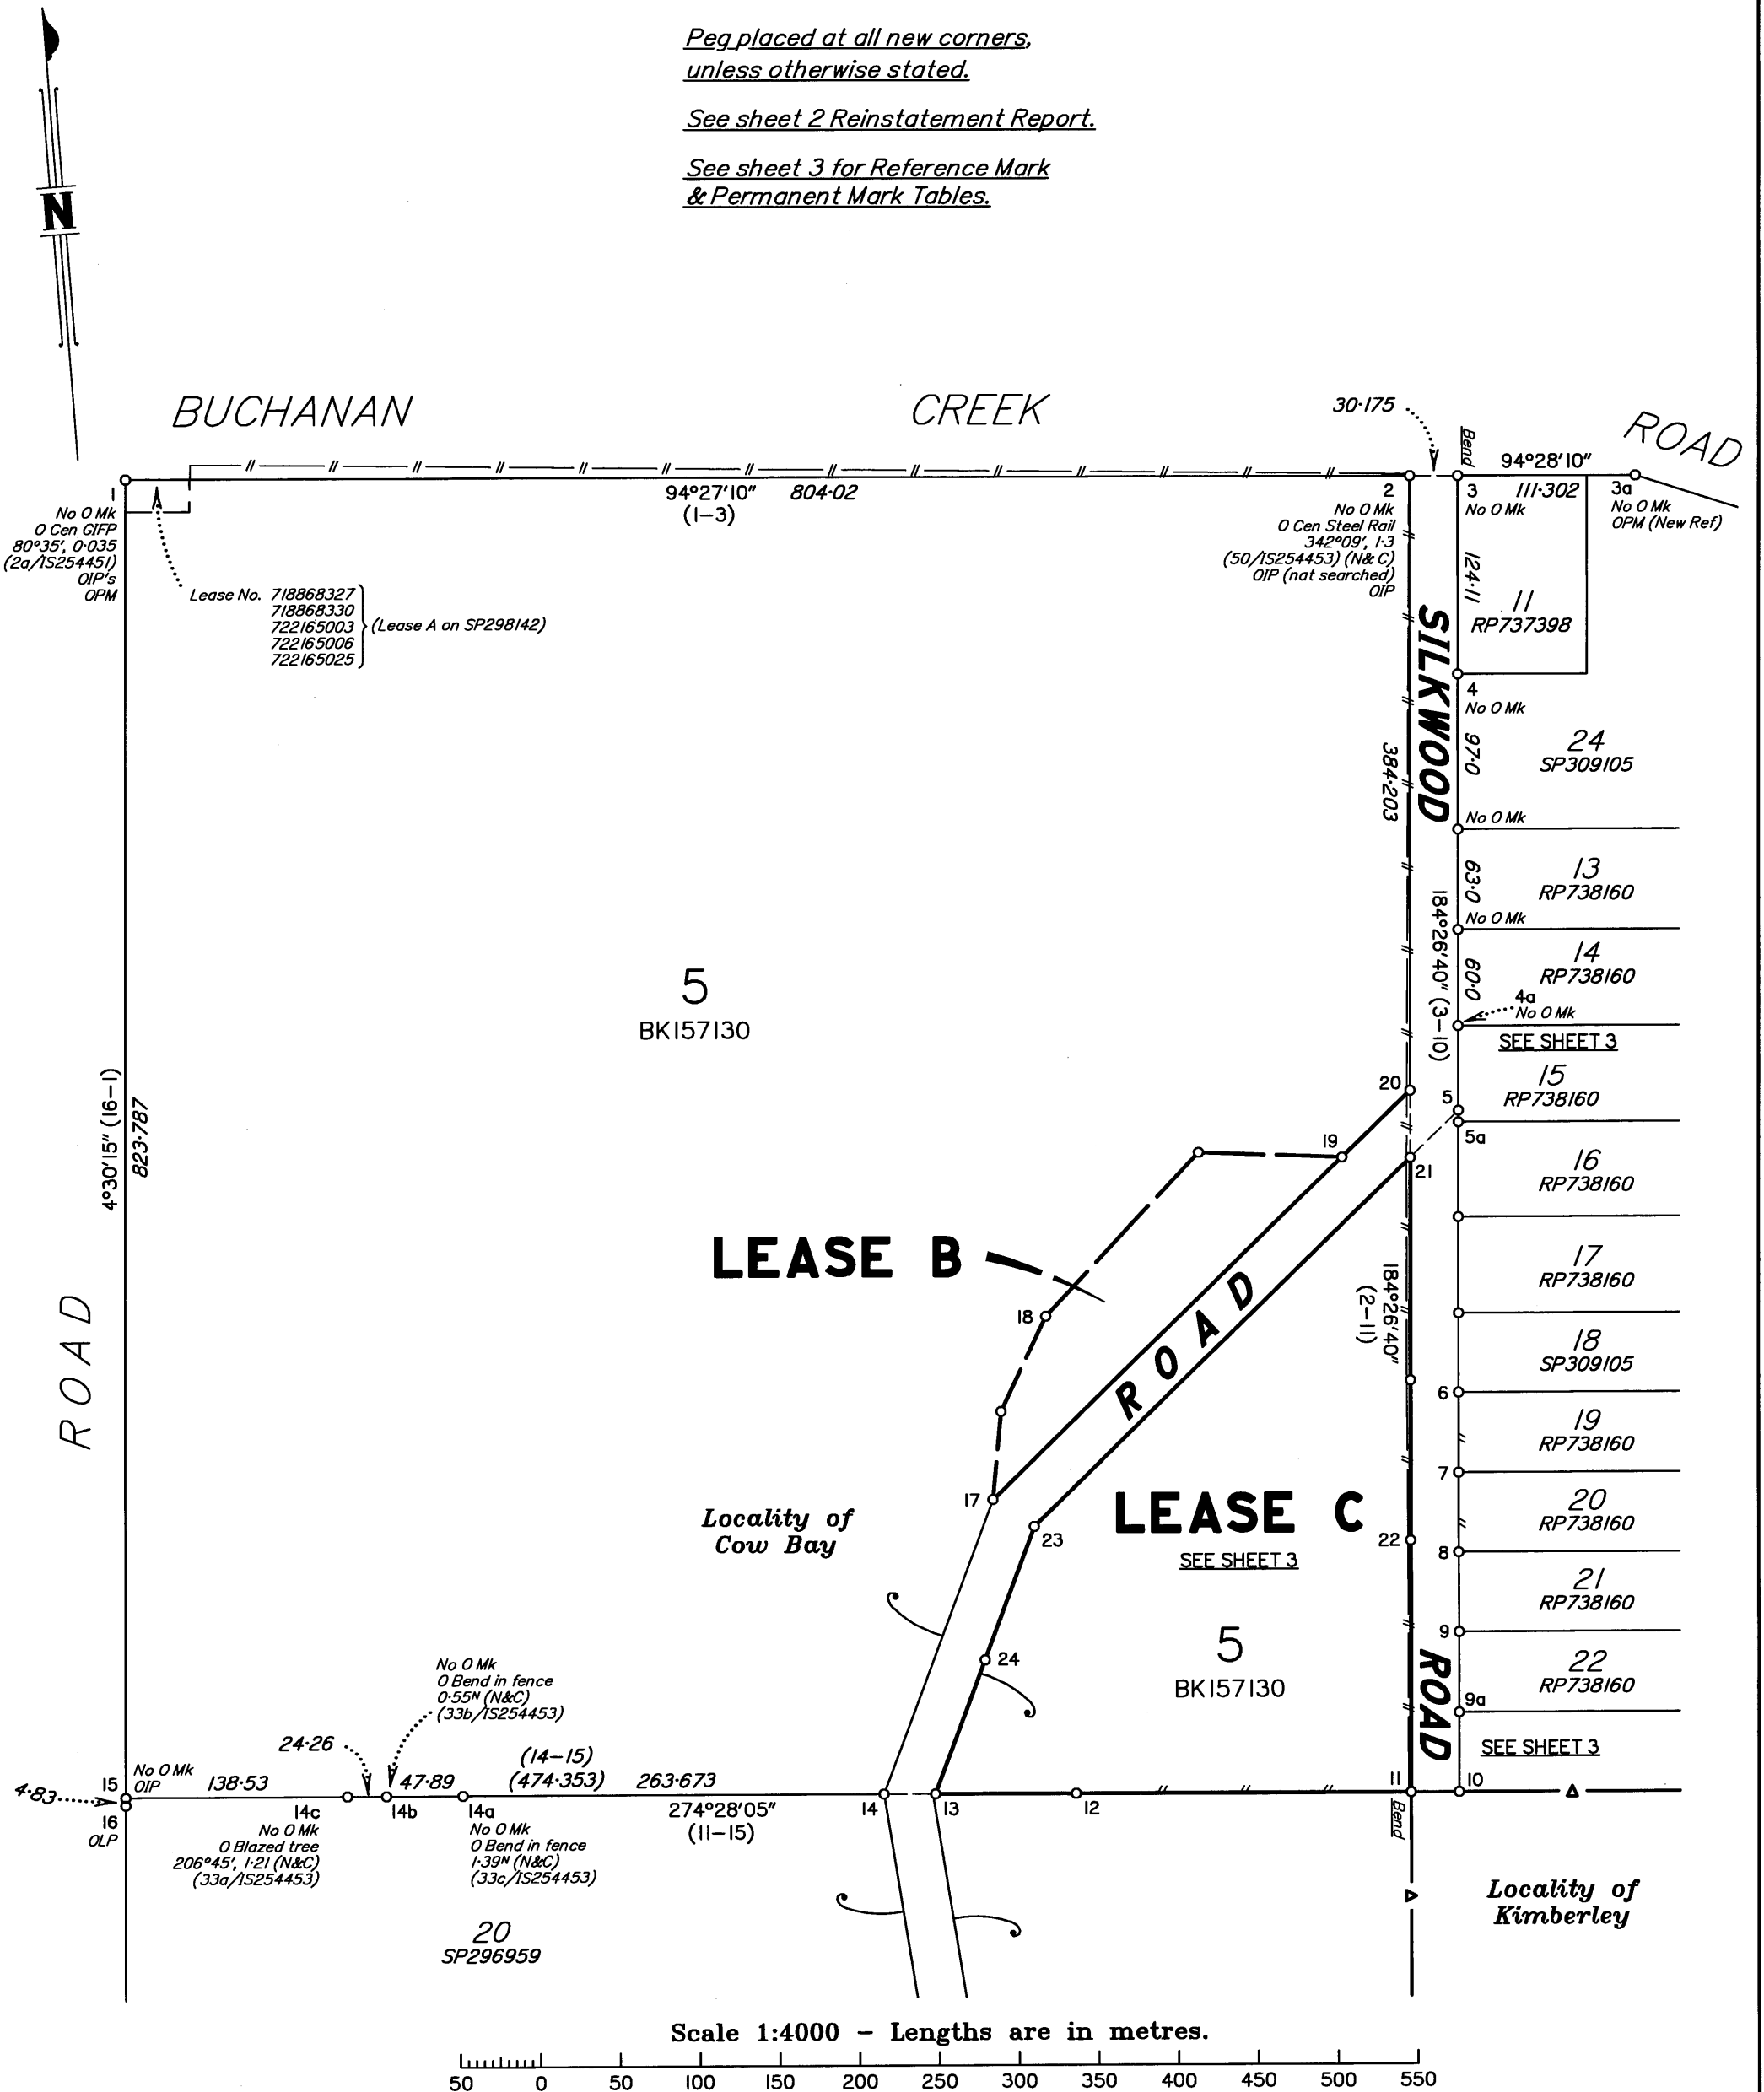 Peg placed at all new corners,
unless otherwise stated.
See sheet 2 Reinstatement Report.
See sheet 3 for Reference Mark
& Permanent Mark Tables.
N
BUCHANAN
CREEK
ROAD
30·175
Bend
94°28'10"
111·302
94°27'10" 804·02
(1–3)
1
No O Mk
O Cen GIFP
80°35', 0·035
(2a/IS254451)
OIP's
OPM
Lease No. 718868327
718868330
722165003
722165006
722165025
(Lease A on SP298142)
2
No O Mk
O Cen Steel Rail
342°09', 1·3
(50/IS254453) (N&C)
OIP (nat searched)
OIP
3
No O Mk
3a
No O Mk
OPM (New Ref)
124·11
11
RP737398
SILKWOOD
384·203
4
No O Mk
97·0
24
SP309105
No O Mk
63·0
13
RP738160
No O Mk
184°26'40" (3–10)
60·0
14
RP738160
4a
No O Mk
SEE SHEET 3
5
BK157130
4°30'15" (16–1)
823·787
20
5
15
RP738160
5a
19
21
16
RP738160
LEASE B
ROAD
18
17
RP738160
184°26'40"
(2–11)
18
SP309105
ROAD
6
19
RP738160
7
17
23
LEASE C
SEE SHEET 3
22
20
RP738160
8
Locality of
Cow Bay
21
RP738160
9
24
5
BK157130
ROAD
22
RP738160
9a
SEE SHEET 3
No O Mk
O Bend in fence
0·55ᴺ (N&C)
(33b/IS254453)
24·26
(14–15)
(474·353)
4·83
15
No O Mk
OIP
138·53
47·89
263·673
16
OLP
14c
No O Mk
O Blazed tree
206°45', 1·21 (N&C)
(33a/IS254453)
14b
14a
No O Mk
O Bend in fence
1·39ᴺ (N&C)
(33c/IS254453)
274°28'05"
(11–15)
14
13
12
11
10
Bend
Locality of
Kimberley
20
SP296959
Scale 1:4000 – Lengths are in metres.
50 0 50 100 150 200 250 300 350 400 450 500 550